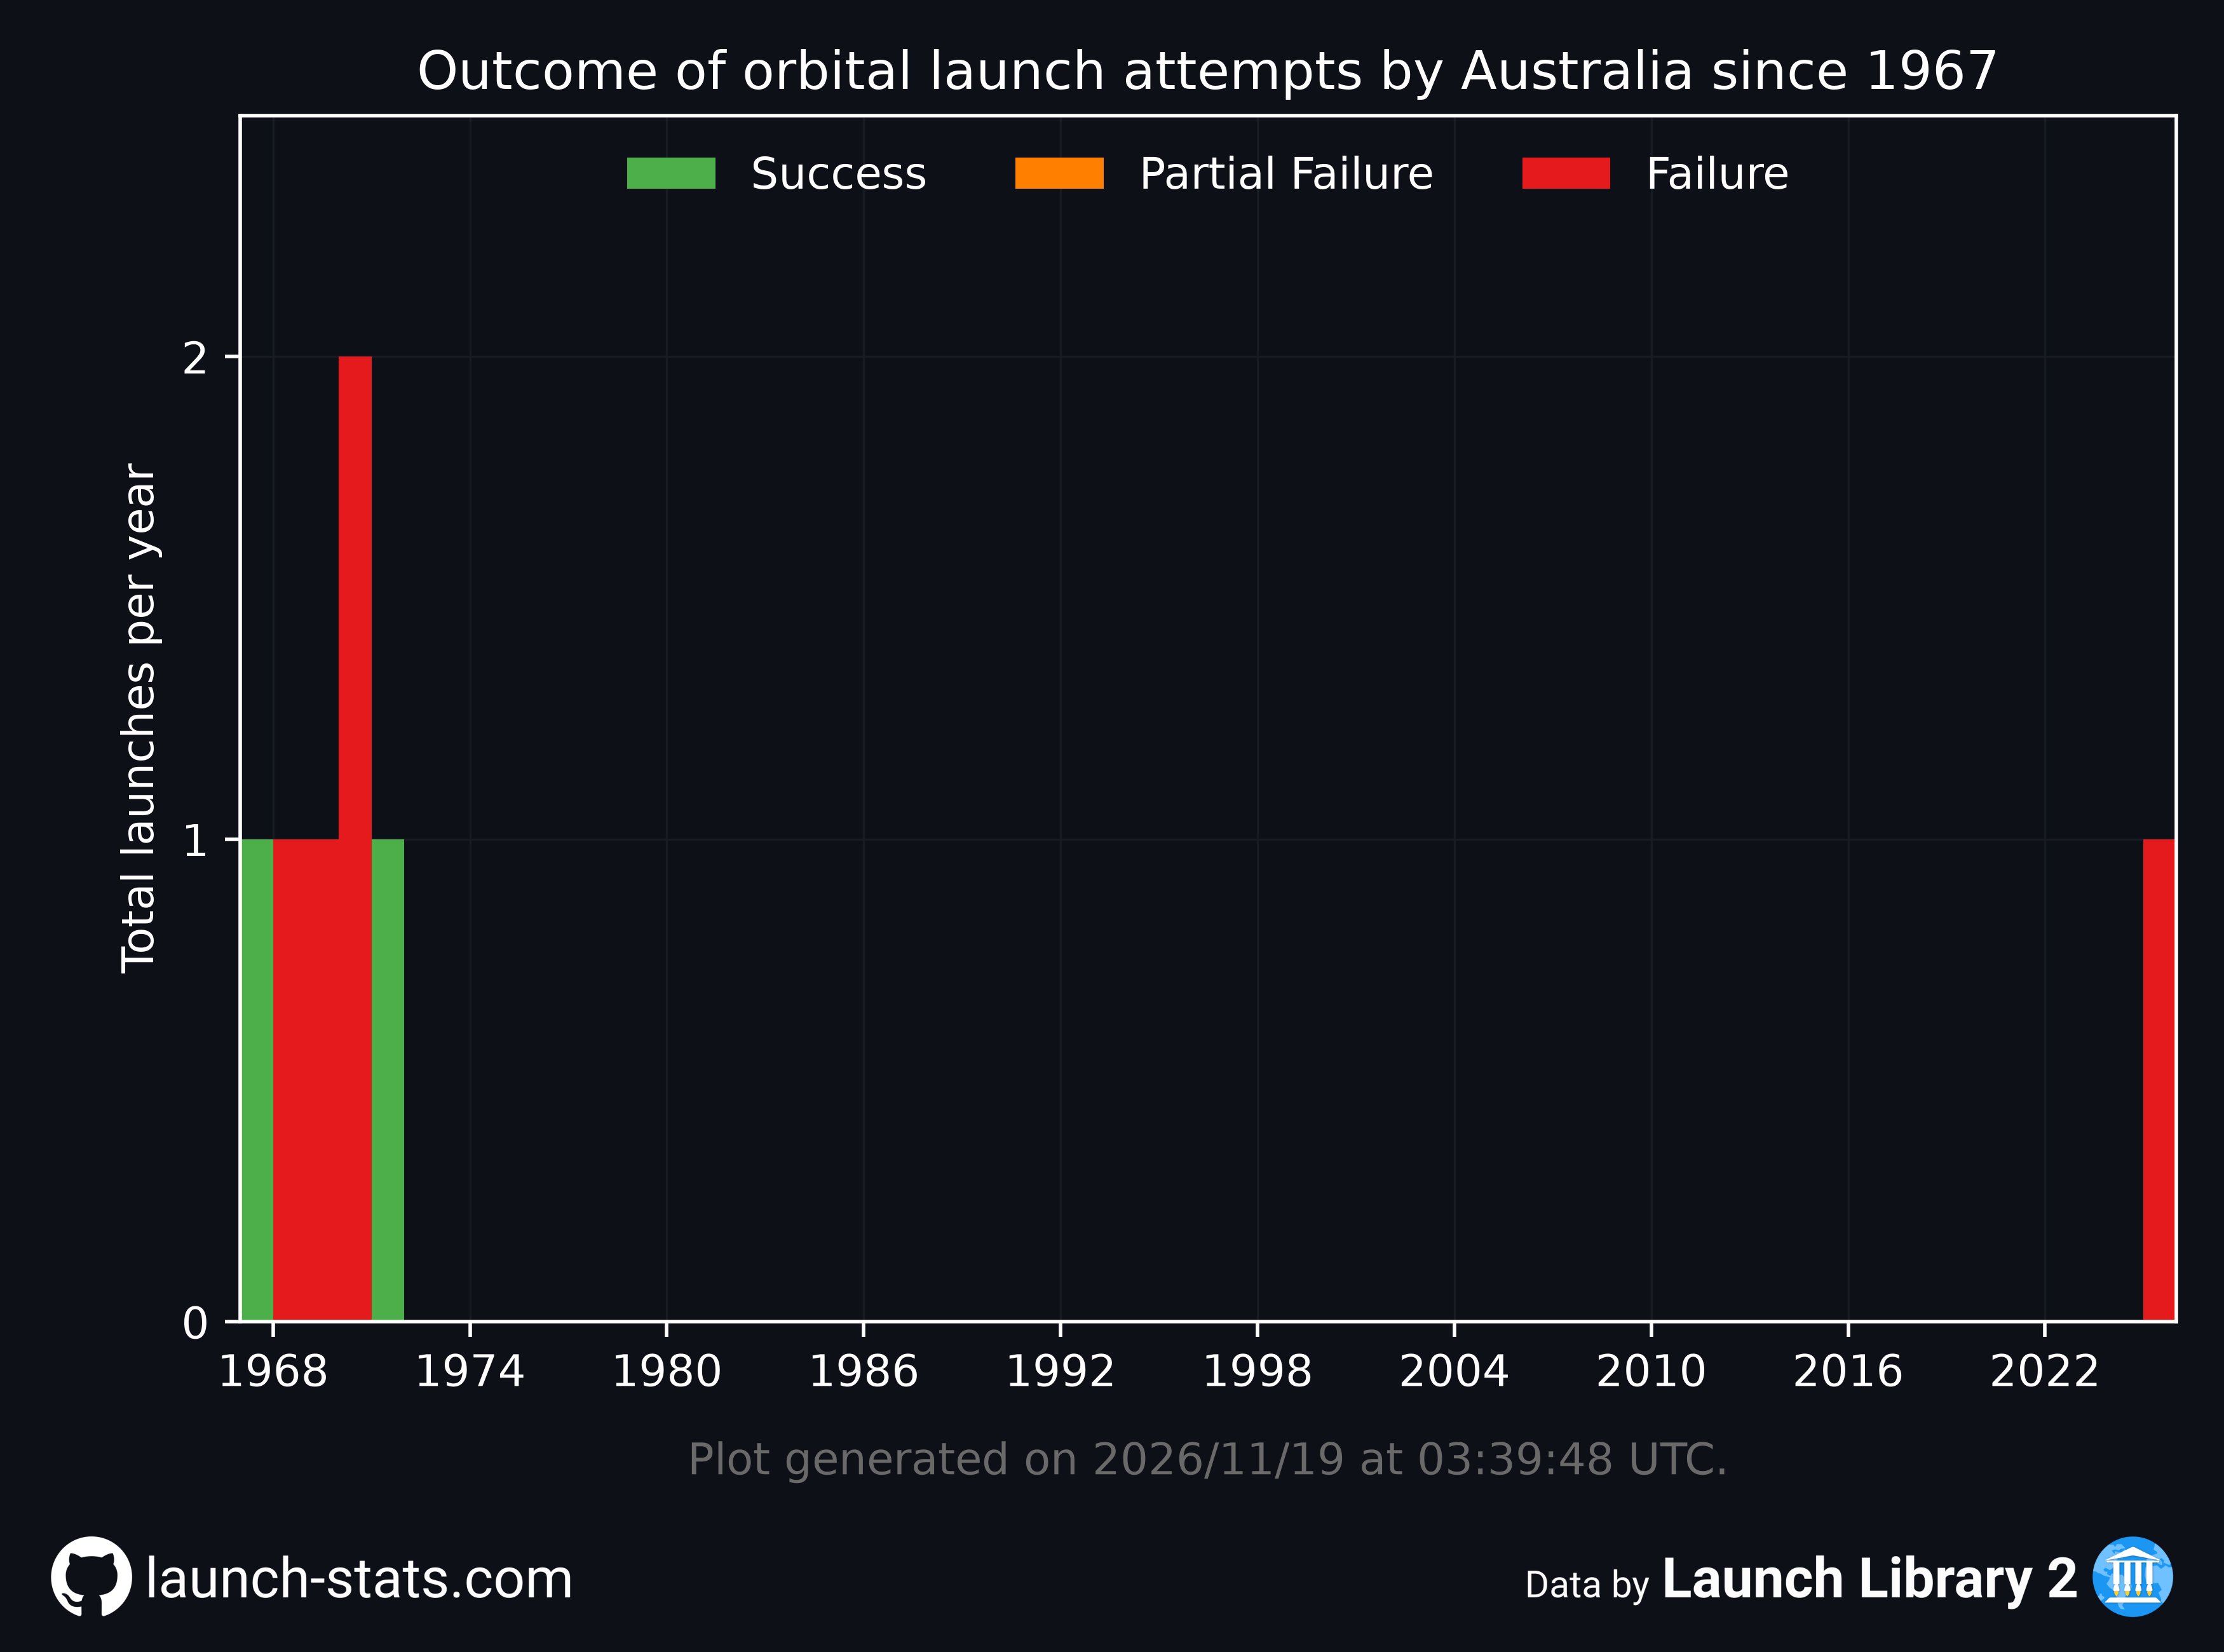 Outcome of orbital launch attempts by Australia since 1967
Success Partial Failure Failure
Total launches per year
2
1
0
1968 1974 1980 1986 1992 1998 2004 2010 2016 2022
Plot generated on 2026/11/19 at 03:39:48 UTC.
launch-stats.com
Data by Launch Library 2